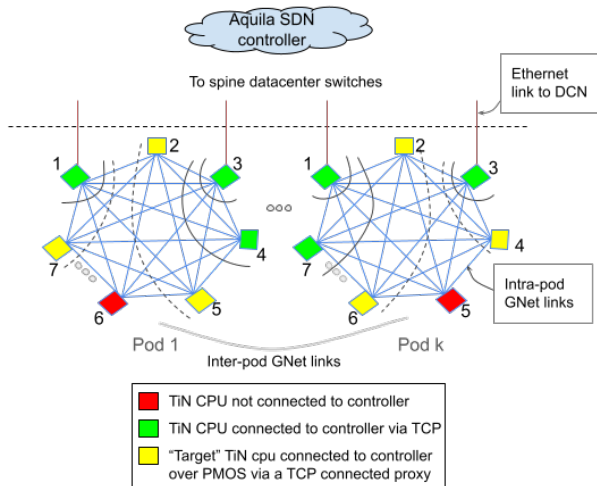 Aquila SDN
controller
To spine datacenter switches
Ethernet
link to DCN
1
2
3
4
5
6
7
1
2
3
4
5
6
7
Intra-pod
GNet links
Pod 1
Pod k
Inter-pod GNet links
TiN CPU not connected to controller
TiN CPU connected to controller via TCP
“Target” TiN cpu connected to controller
over PMOS via a TCP connected proxy